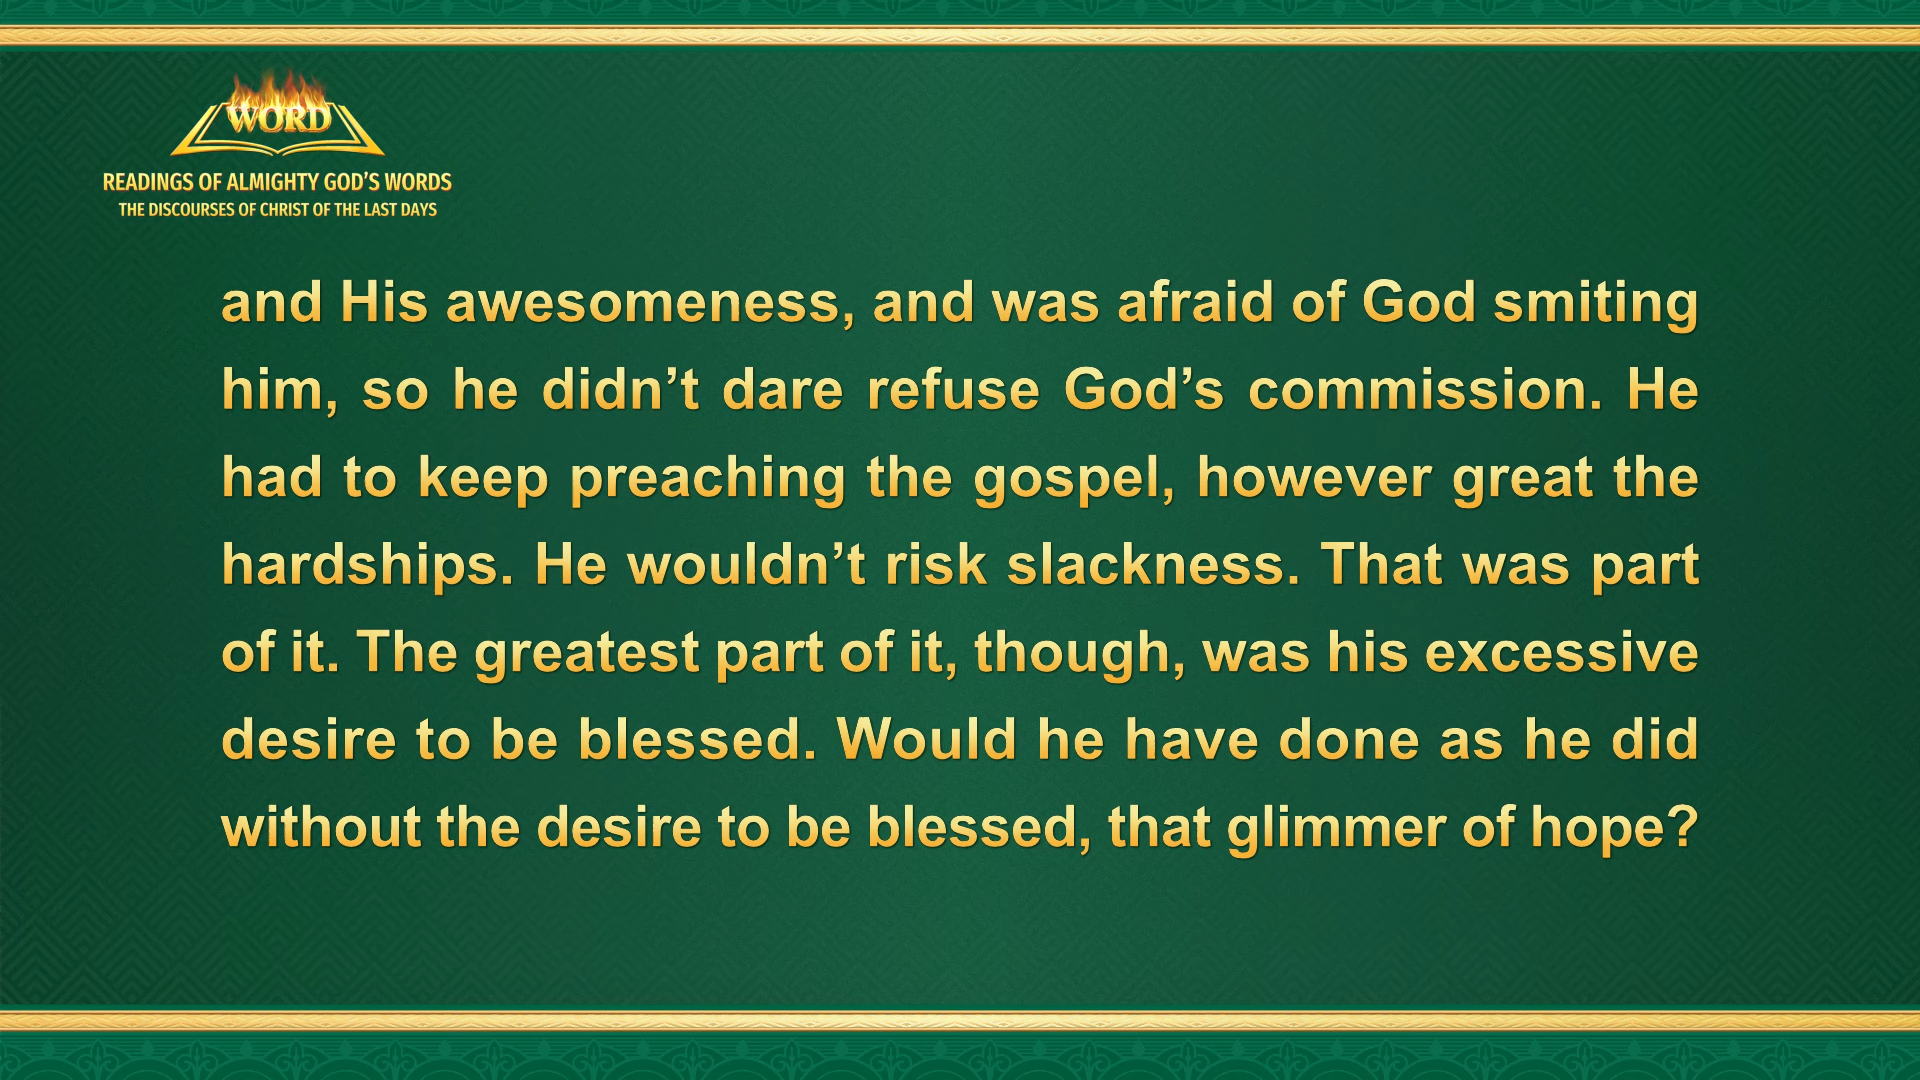 WORD
READINGS OF ALMIGHTY GOD’S WORDS
THE DISCOURSES OF CHRIST OF THE LAST DAYS
and His awesomeness, and was afraid of God smiting
him, so he didn’t dare refuse God’s commission. He
had to keep preaching the gospel, however great the
hardships. He wouldn’t risk slackness. That was part
of it. The greatest part of it, though, was his excessive
desire to be blessed. Would he have done as he did
without the desire to be blessed, that glimmer of hope?